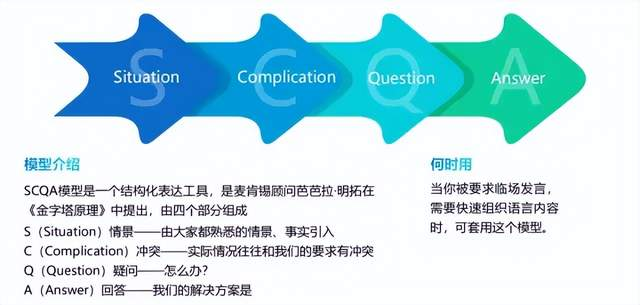 Situation
Complication
Question
Answer
S
C
Q
A
模型介绍
SCQA模型是一个结构化表达工具，是麦肯锡顾问芭芭拉·明拓在
《金字塔原理》中提出，由四个部分组成
S（Situation）情景——由大家都熟悉的情景、事实引入
C（Complication）冲突——实际情况往往和我们的要求有冲突
Q（Question）疑问——怎么办？
A（Answer）回答——我们的解决方案是
何时用
当你被要求临场发言，
需要快速组织语言内容
时，可套用这个模型。